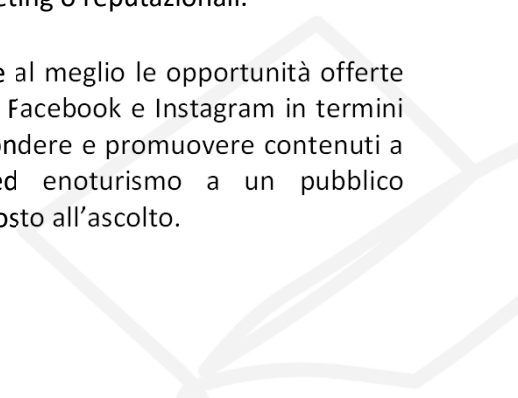 eting o reputazionali.
e al meglio le opportunità offerte
Facebook e Instagram in termini
ondere e promuovere contenuti a
ed enoturismo a un pubblico
osto all’ascolto.